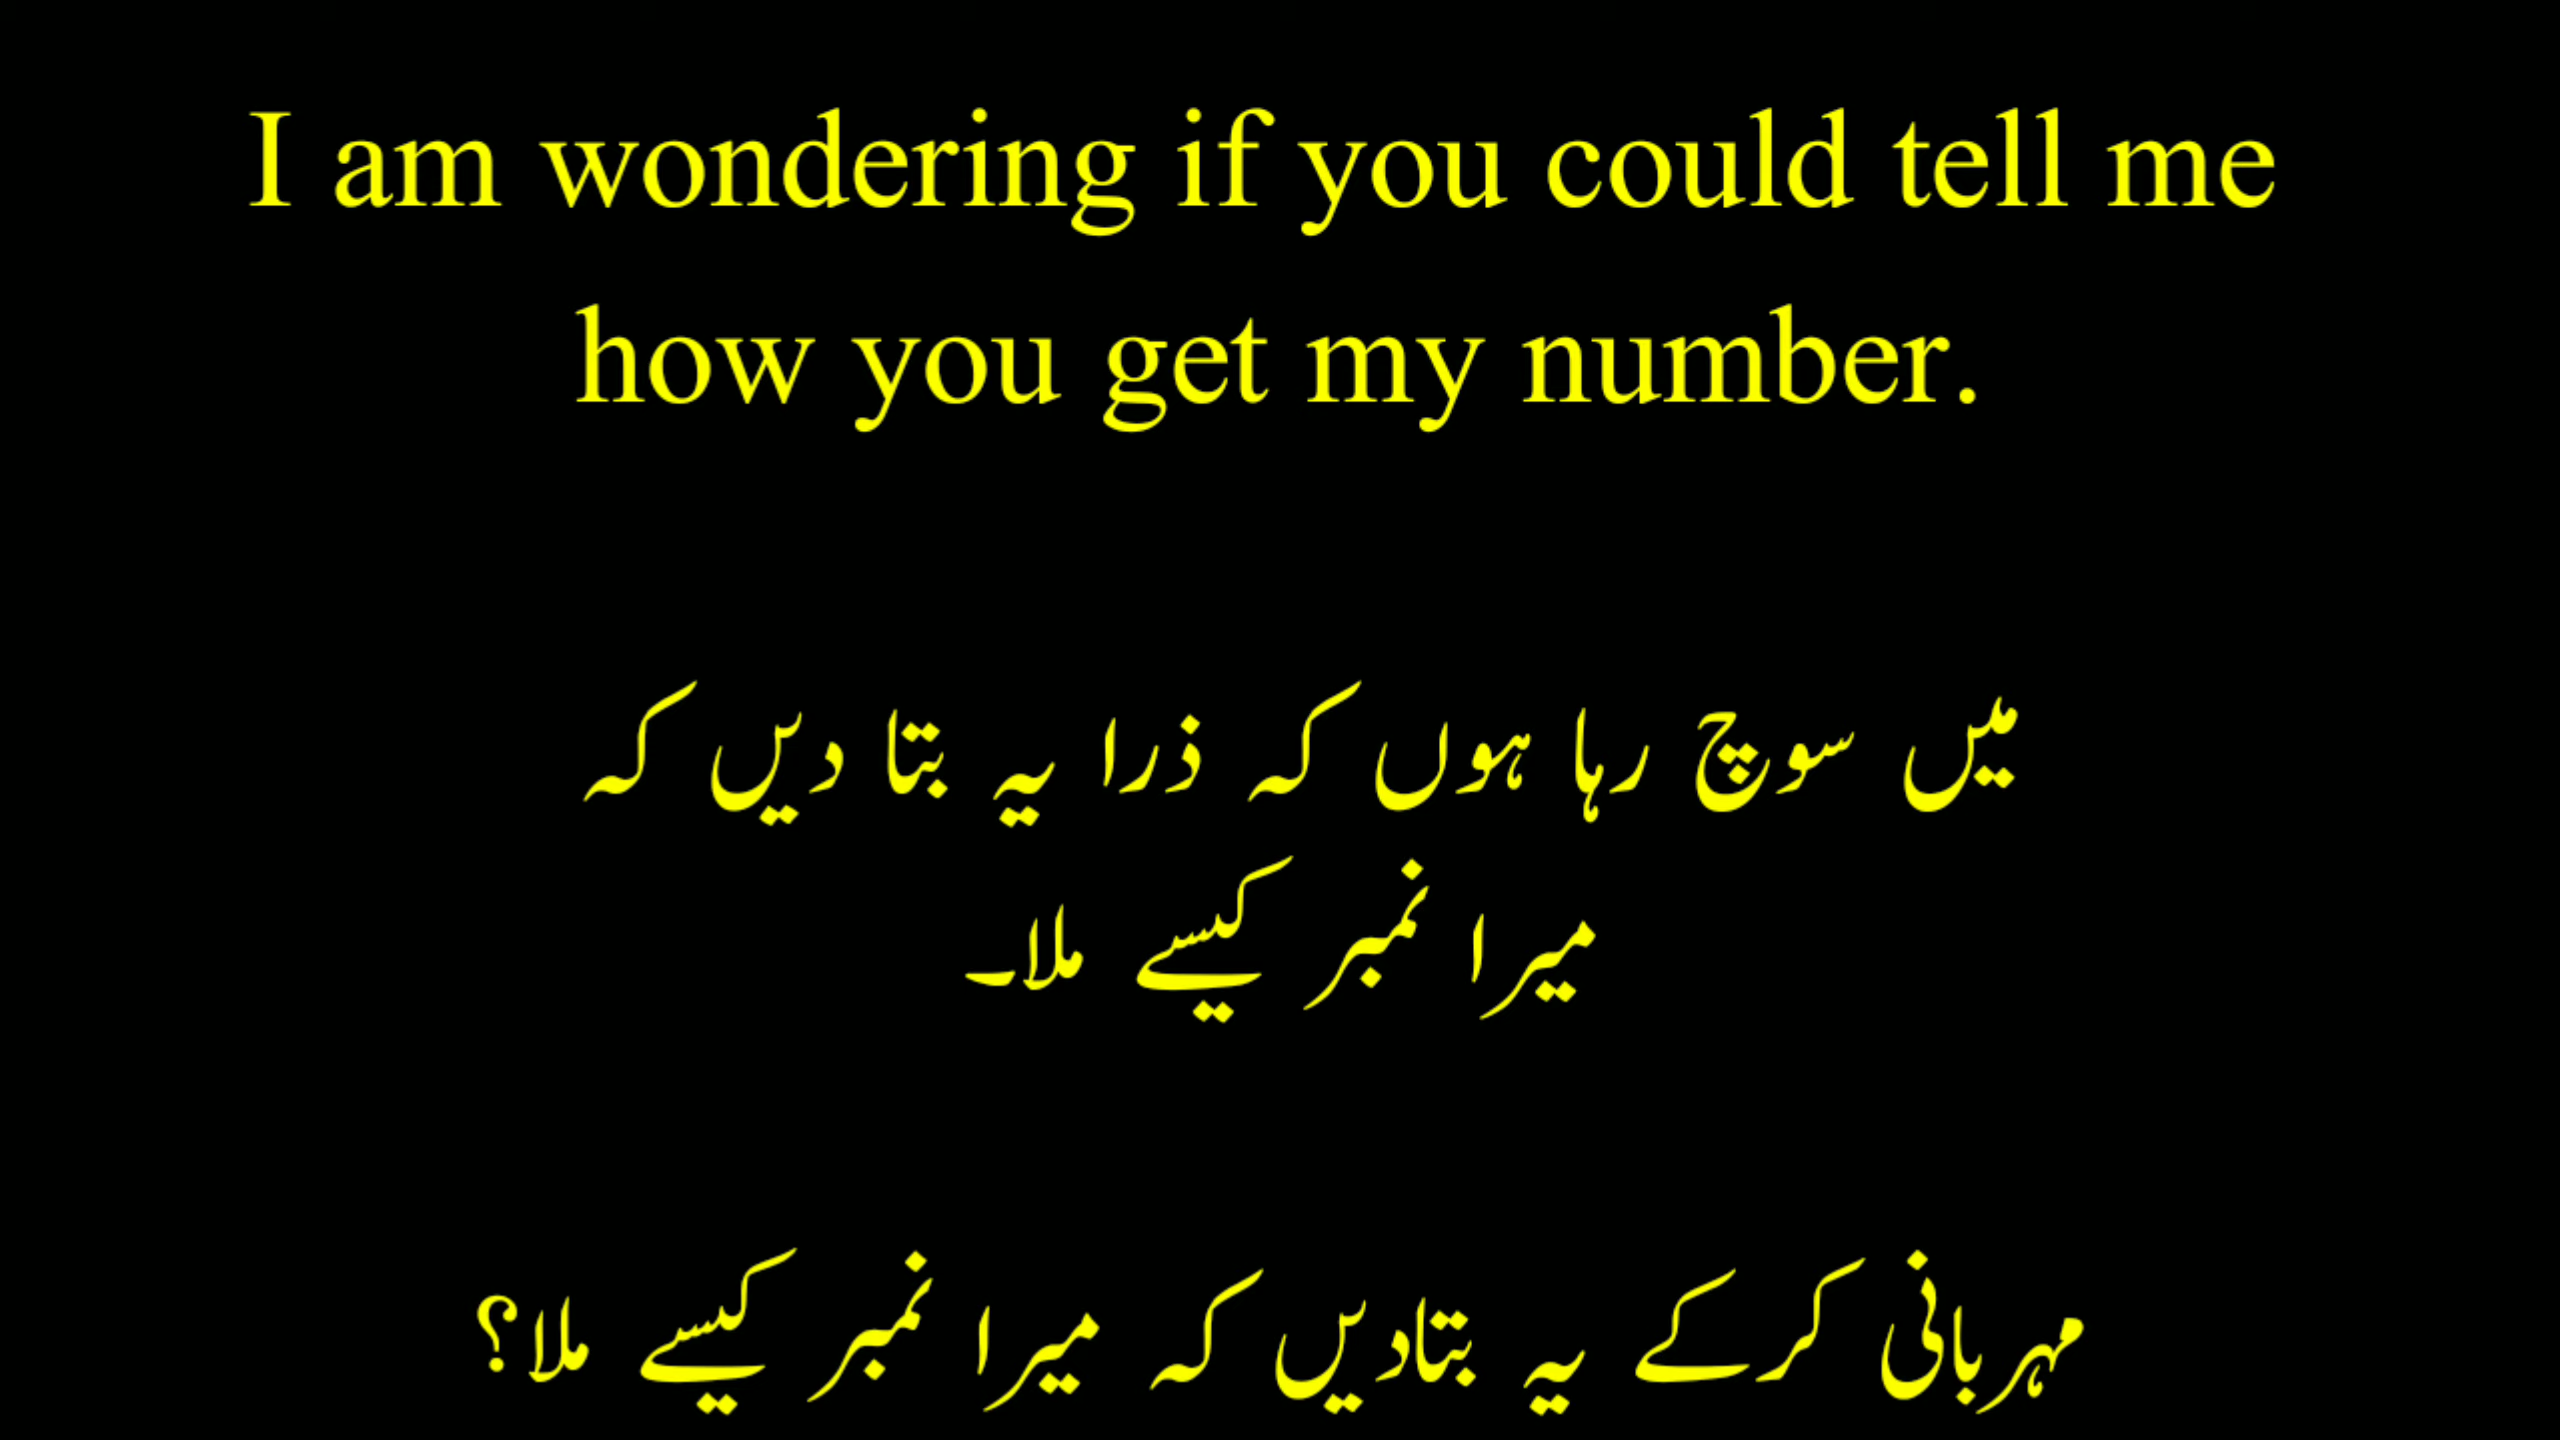 I am wondering if you could tell me
how you get my number.
میں سوچ رہا ہوں کہ ذرا یہ بتا دیں کہ
میرا نمبر کیسے ملا۔
مہربانی کرکے یہ بتادیں کہ میرا نمبر کیسے ملا؟